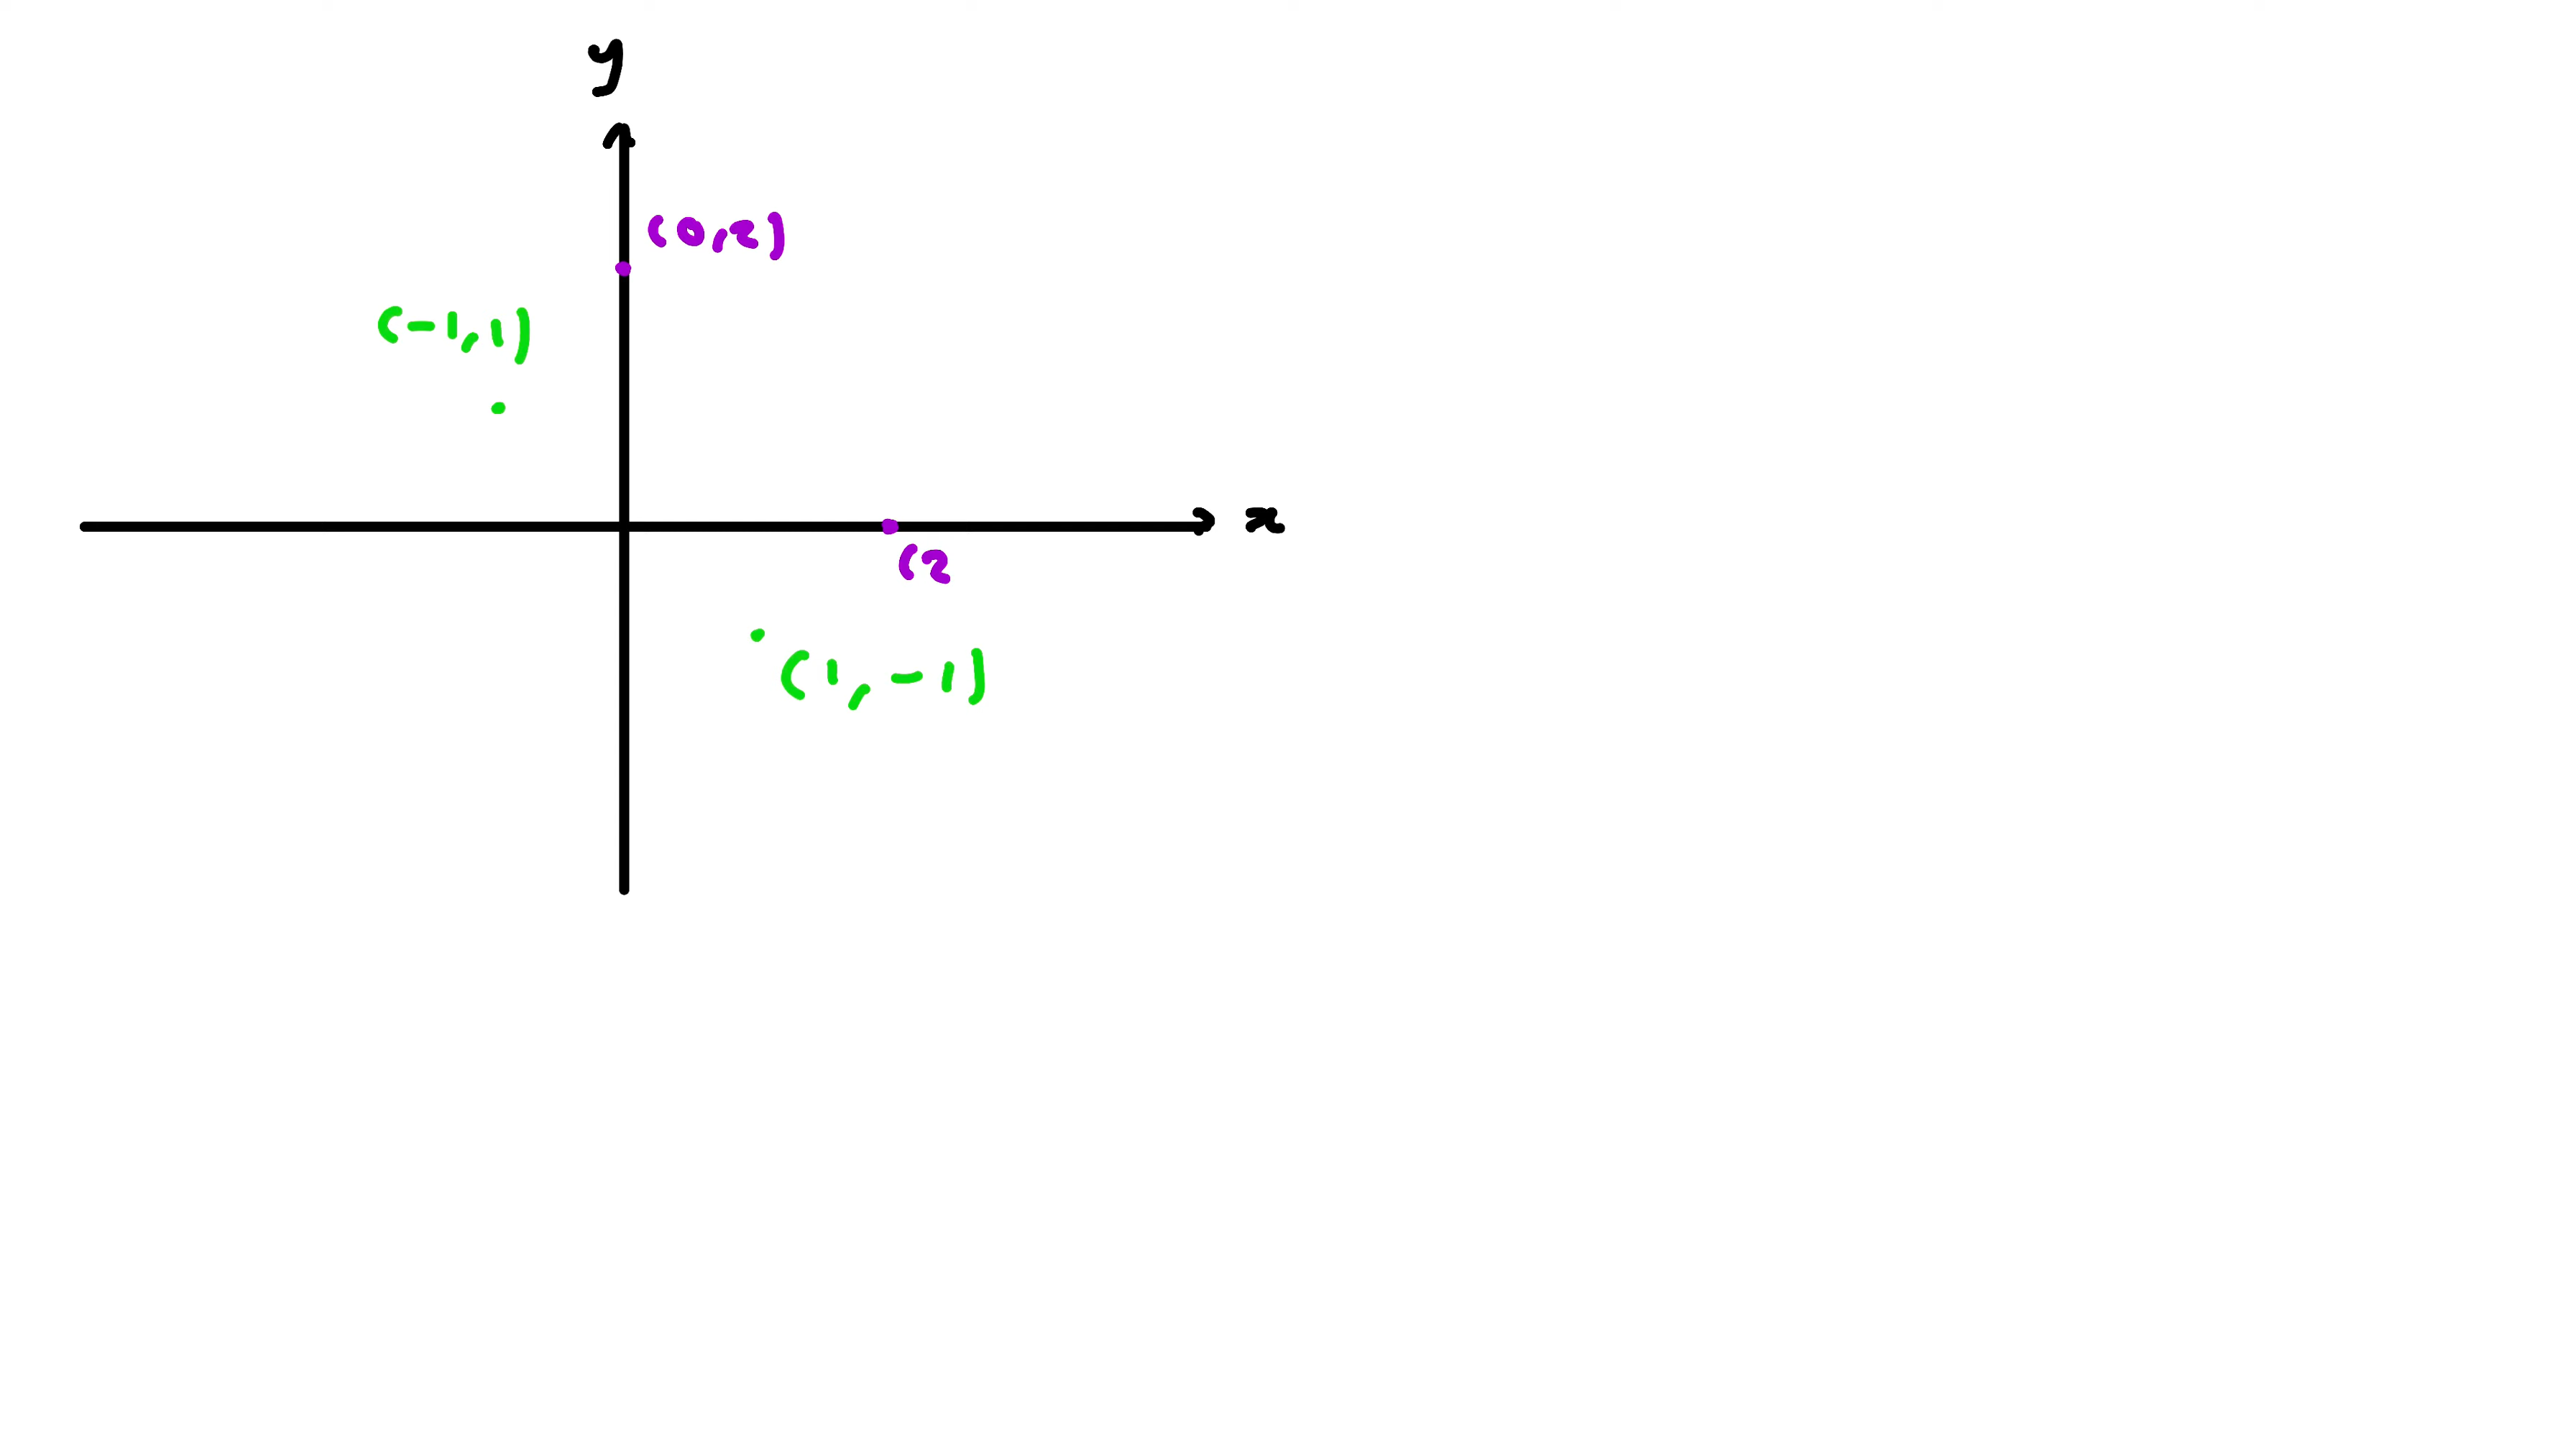 y
(0,2)
(-1,1)
x
(2
(1,-1)